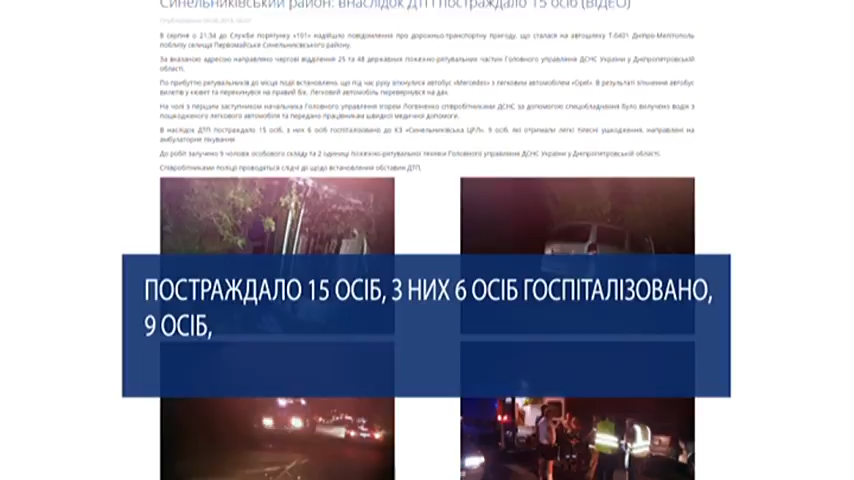 Синельниківський район: внаслідок ДТП постраждало 15 осіб (ВІДЕО)
8 серпня о 21:34 до Служби порятунку «101» надійшло повідомлення про дорожньо-транспортну пригоду, що сталася на автошляху Т-0401 Дніпро-Мелітополь
поблизу селища Первомайське Синельниківського району.
За вказаною адресою направлено чергові відділення 25 та 48 державних пожежно-рятувальних частин Головного управління ДСНС України у Дніпропетровській
області.
По прибуттю рятувальників до місця події встановлено, що під час руху зіткнулися автобус «Mercedes» з легковим автомобілем «Opel». В результаті зіткнення автобус
вилетів у кювет та перекинувся на правий бік. Легковий автомобіль перевернувся на дах.
На чолі з першим заступником начальника Головного управління Ігорем Логвіненко співробітниками ДСНС за допомогою спецобладнання було вилучено водія з
пошкодженого легкового автомобіля та передано працівникам швидкої медичної допомоги.
В наслідок ДТП постраждало 15 осіб, з них 6 осіб госпіталізовано до КЗ «Синельниківська ЦРЛ». 9 осіб, які отримали легкі тілесні ушкодження, направлені на
амбулаторне лікування
До робіт залучено 9 чоловік особового складу та 2 одиниці пожежно-рятувальної техніки Головного управління ДСНС України у Дніпропетровській області.
Співробітниками поліції проводяться слідчі дії щодо встановлення обставин ДТП.
ПОСТРАЖДАЛО 15 ОСІБ, З НИХ 6 ОСІБ ГОСПІТАЛІЗОВАНО,
9 ОСІБ,